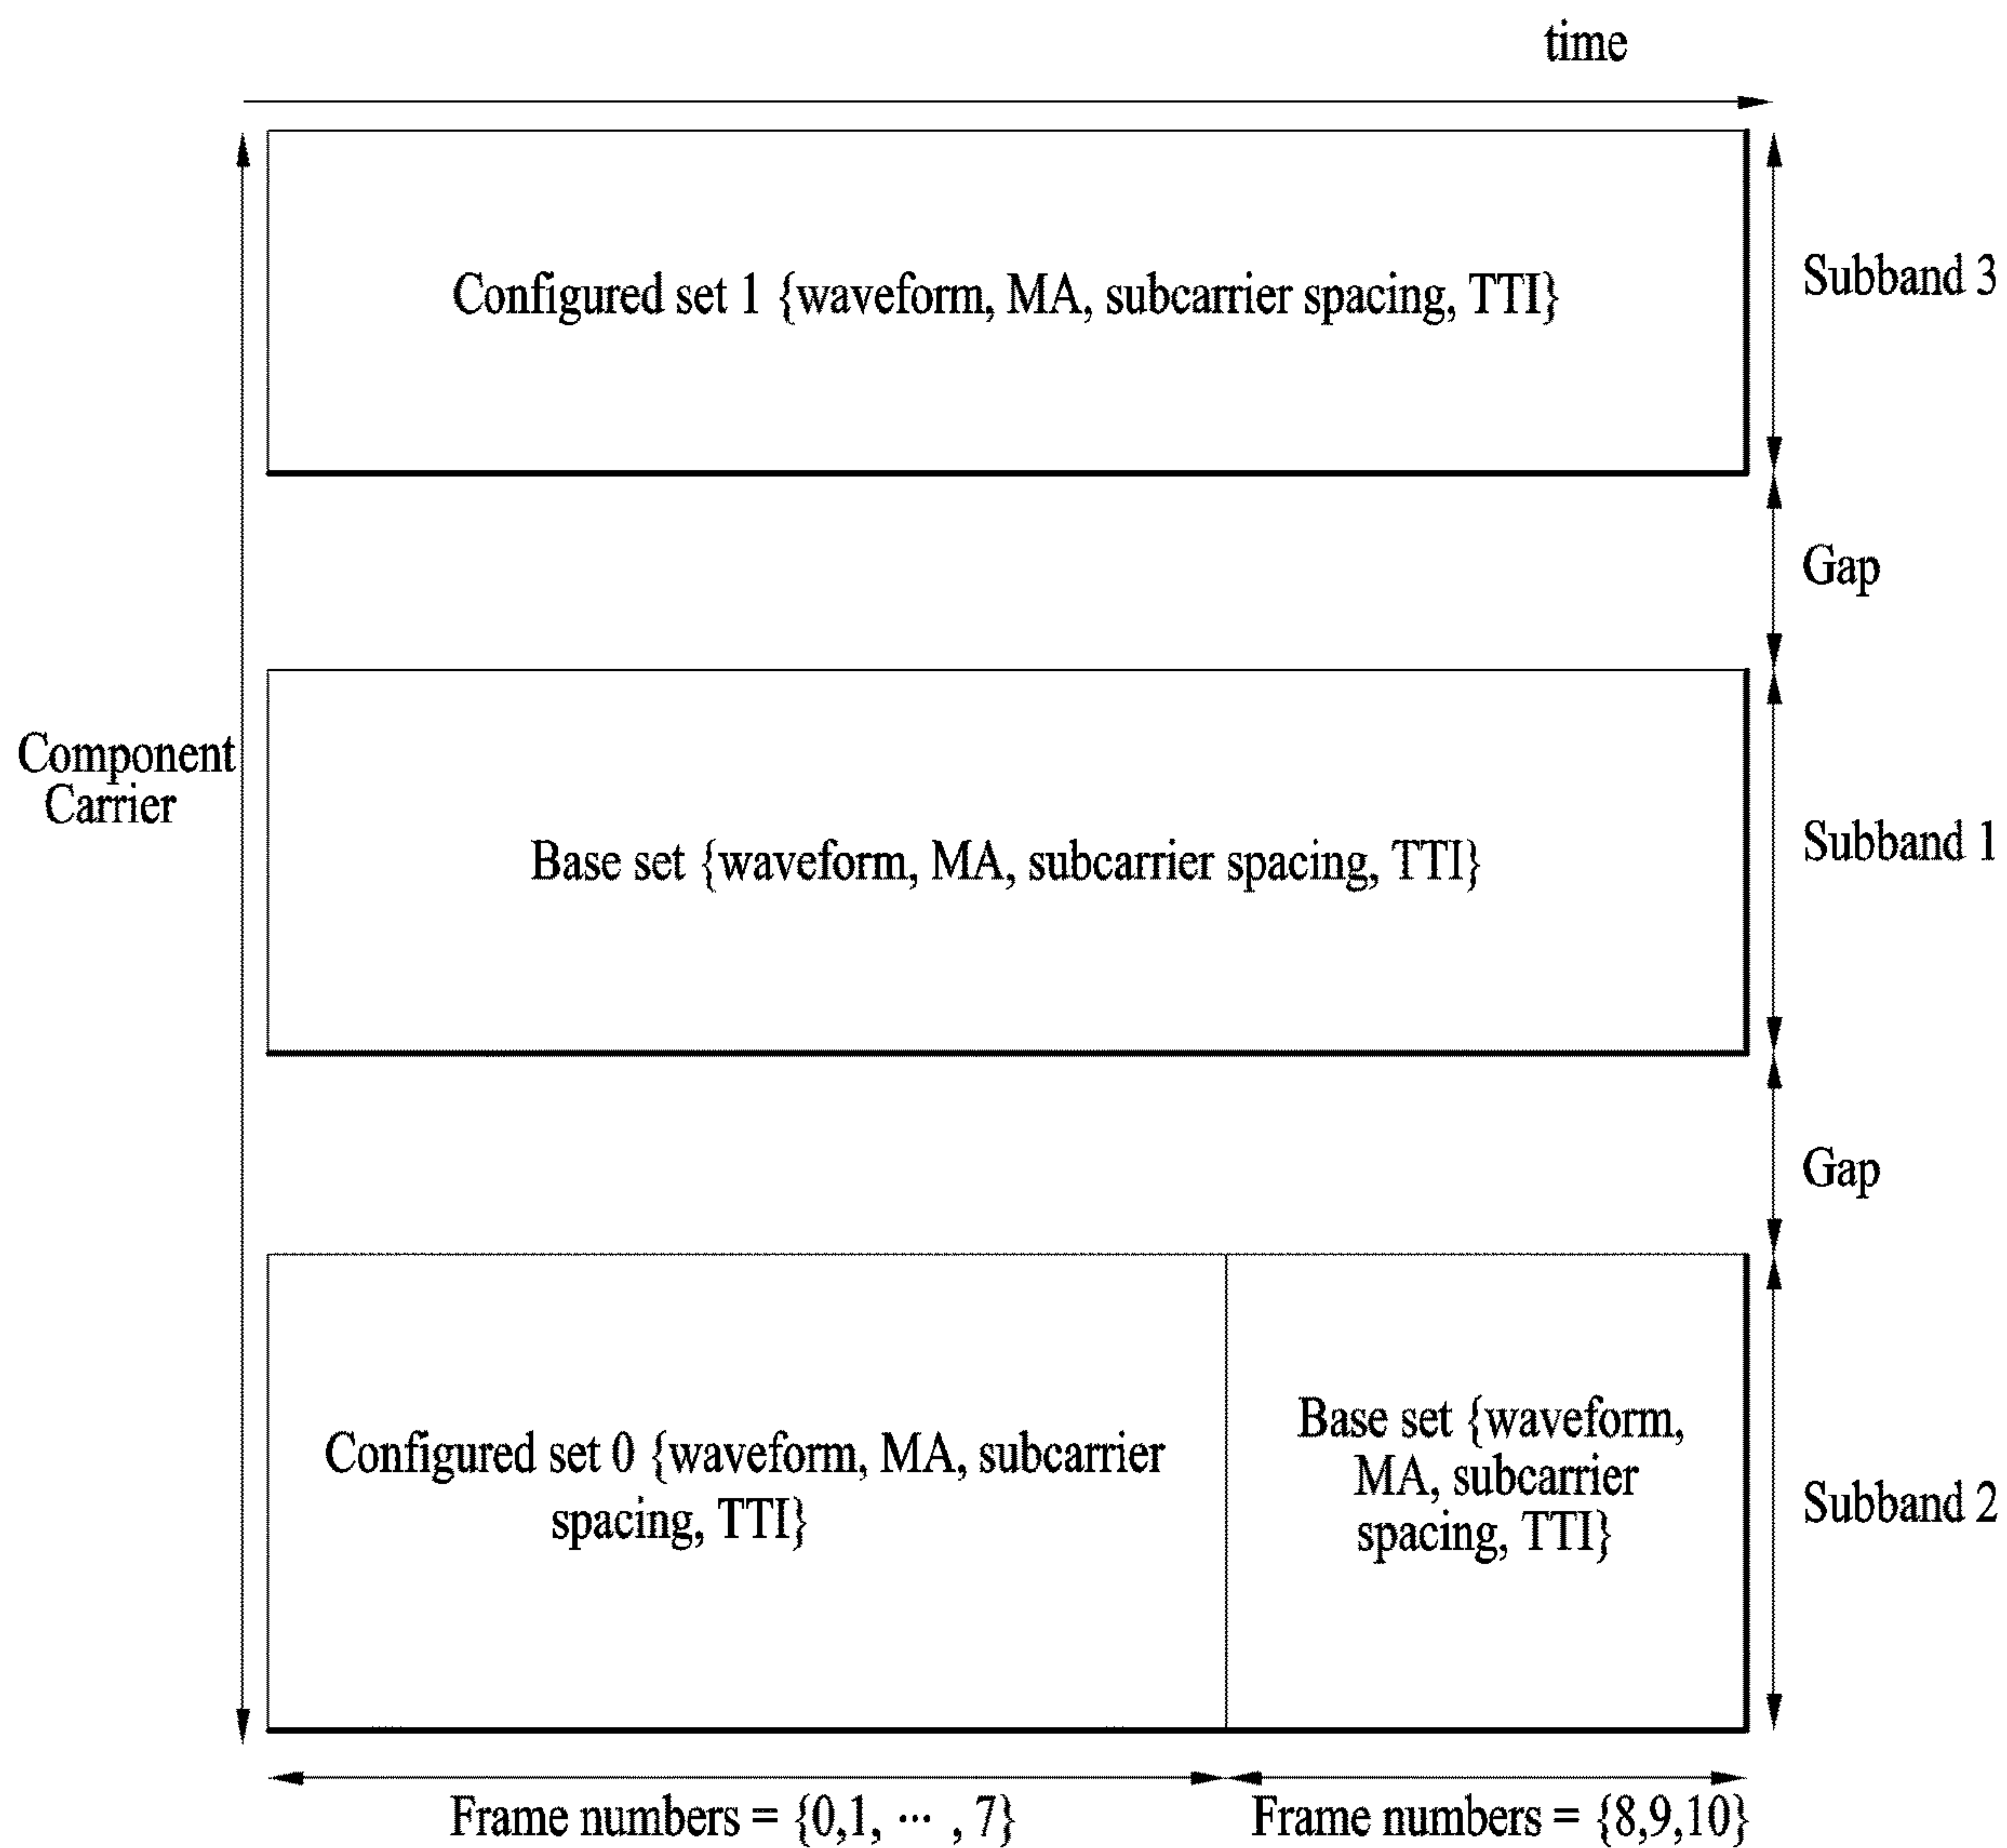 time
Configured set 1 {waveform, MA, subcarrier spacing, TTI}
Subband 3
Gap
Component
Carrier
Base set {waveform, MA, subcarrier spacing, TTI}
Subband 1
Gap
Configured set 0 {waveform, MA, subcarrier
spacing, TTI}
Base set {waveform,
MA, subcarrier
spacing, TTI}
Subband 2
Frame numbers = {0,1, ··· , 7}
Frame numbers = {8,9,10}